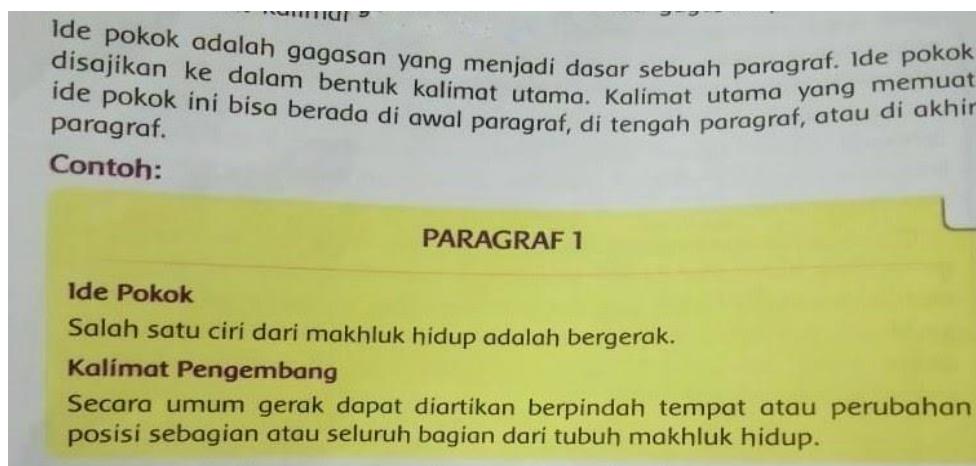 Ide pokok adalah gagasan yang menjadi dasar sebuah paragraf. Ide pokok
disajikan ke dalam bentuk kalimat utama. Kalimat utama yang memuat
ide pokok ini bisa berada di awal paragraf, di tengah paragraf, atau di akhir
paragraf.
Contoh:
PARAGRAF 1
Ide Pokok
Salah satu ciri dari makhluk hidup adalah bergerak.
Kalimat Pengembang
Secara umum gerak dapat diartikan berpindah tempat atau perubahan
posisi sebagian atau seluruh bagian dari tubuh makhluk hidup.